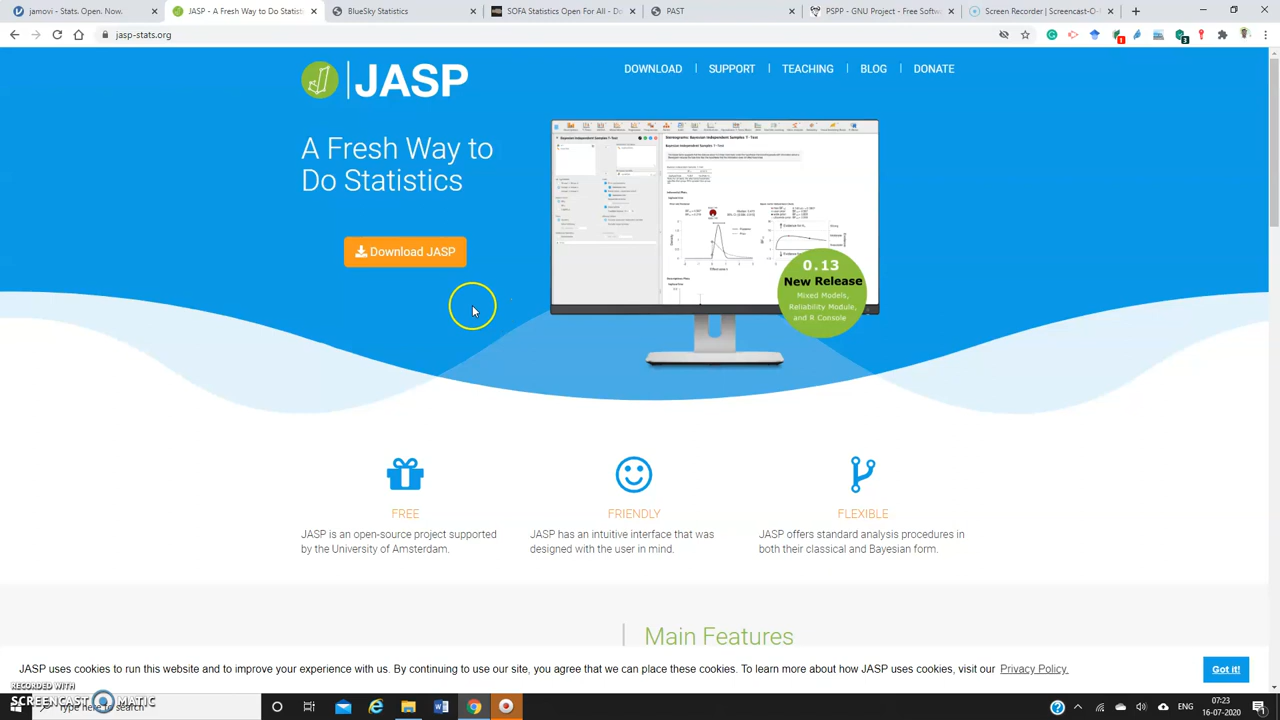 jamovi - Stats. Open. Now.
JASP - A Fresh Way to Do Statisti
BlueSky Statistics
SOFA Statistics Open For All - Do
PAST
PSPP - GNU Project - Free Softwa
Screen Recorder | Screencast-O-
jasp-stats.org
JASP
DOWNLOAD
SUPPORT
TEACHING
BLOG
DONATE
A Fresh Way to
Do Statistics
Download JASP
0.13
New Release
Mixed Models,
Reliability Module,
and R Console
FREE
JASP is an open-source project supported
by the University of Amsterdam.
FRIENDLY
JASP has an intuitive interface that was
designed with the user in mind.
FLEXIBLE
JASP offers standard analysis procedures in
both their classical and Bayesian form.
Main Features
JASP uses cookies to run this website and to improve your experience with us. By continuing to use our site, you agree that we can place these cookies. To learn more about how JASP uses cookies, visit our Privacy Policy.
Got it!
RECORDED WITH
SCREENCAST MATIC
ENG
07:23
16-07-2020